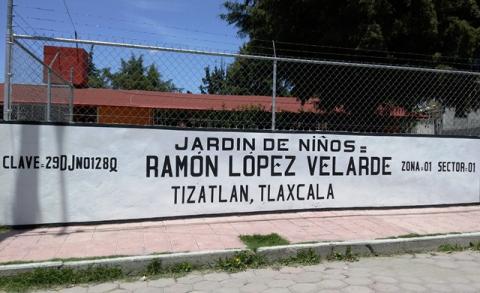 JARDIN DE NIÑOS=
CLAVE=29DJN0128Q RAMÓN LÓPEZ VELARDE ZONA=01 SECTOR=01
TIZATLAN, TLAXCALA